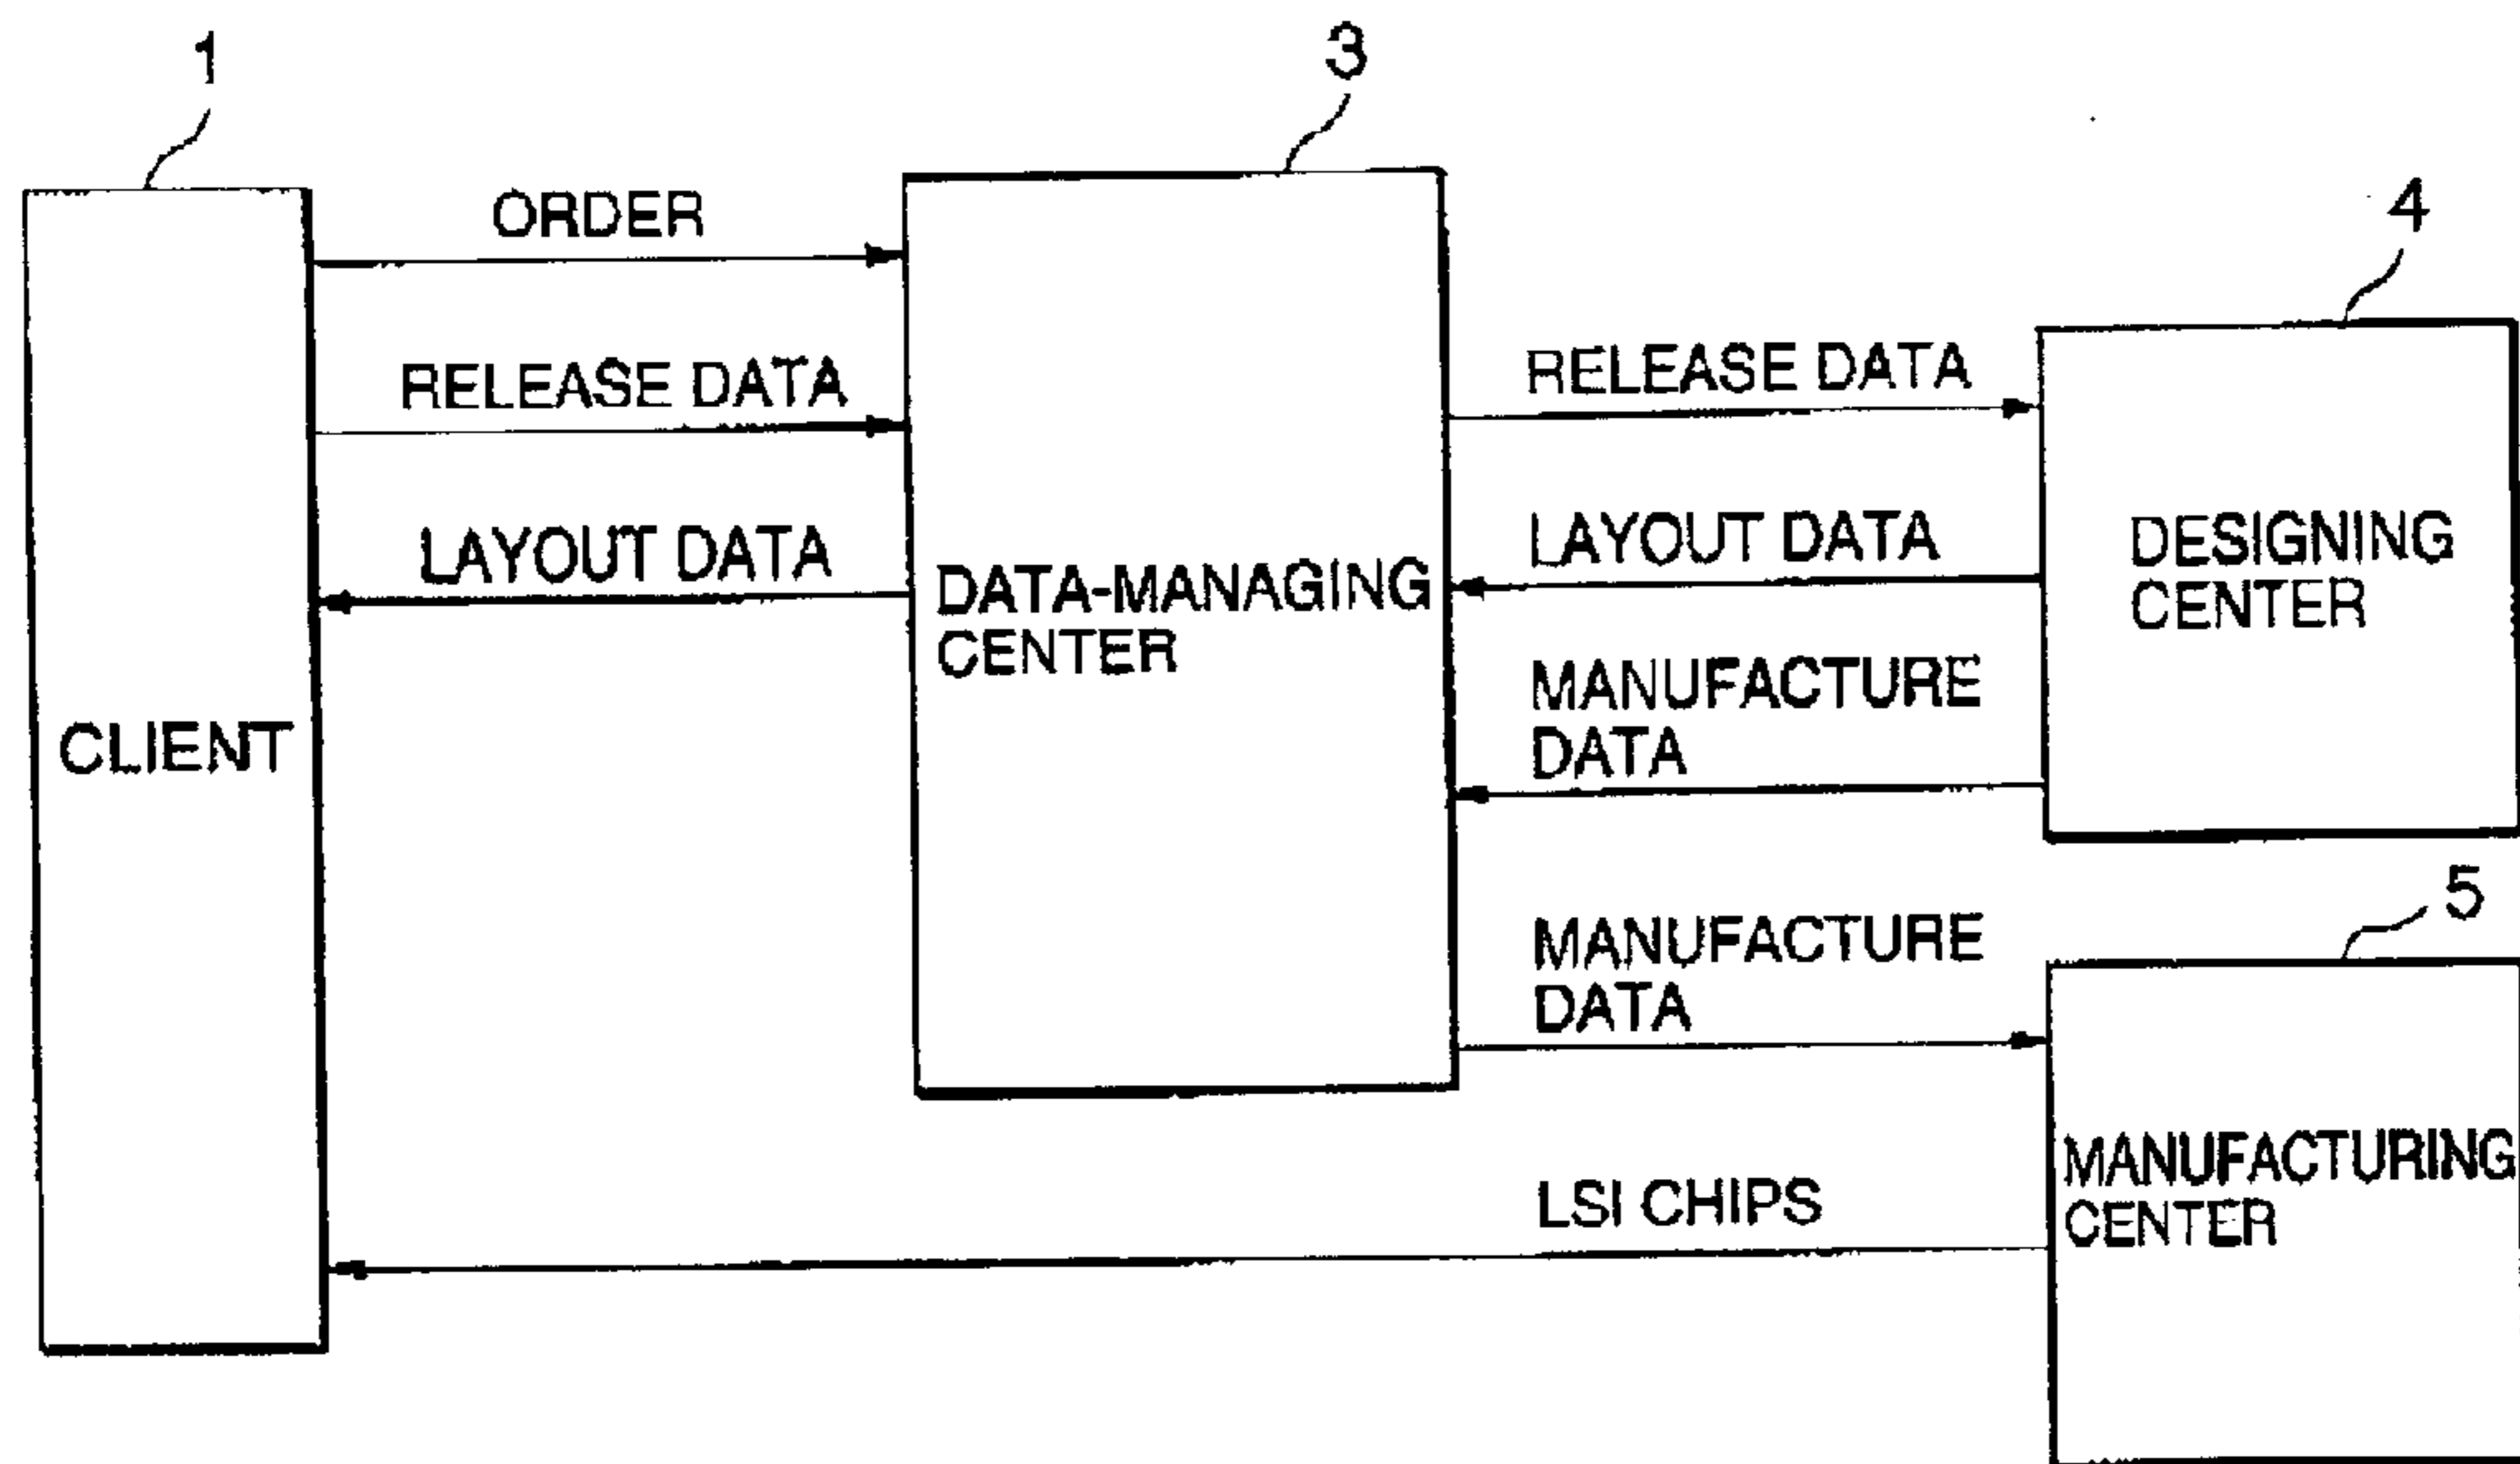 1
3
4
ORDER
RELEASE DATA
RELEASE DATA
LAYOUT DATA
LAYOUT DATA
DATA-MANAGING
CENTER
DESIGNING
CENTER
MANUFACTURE
DATA
CLIENT
5
MANUFACTURE
DATA
MANUFACTURING
CENTER
LSI CHIPS